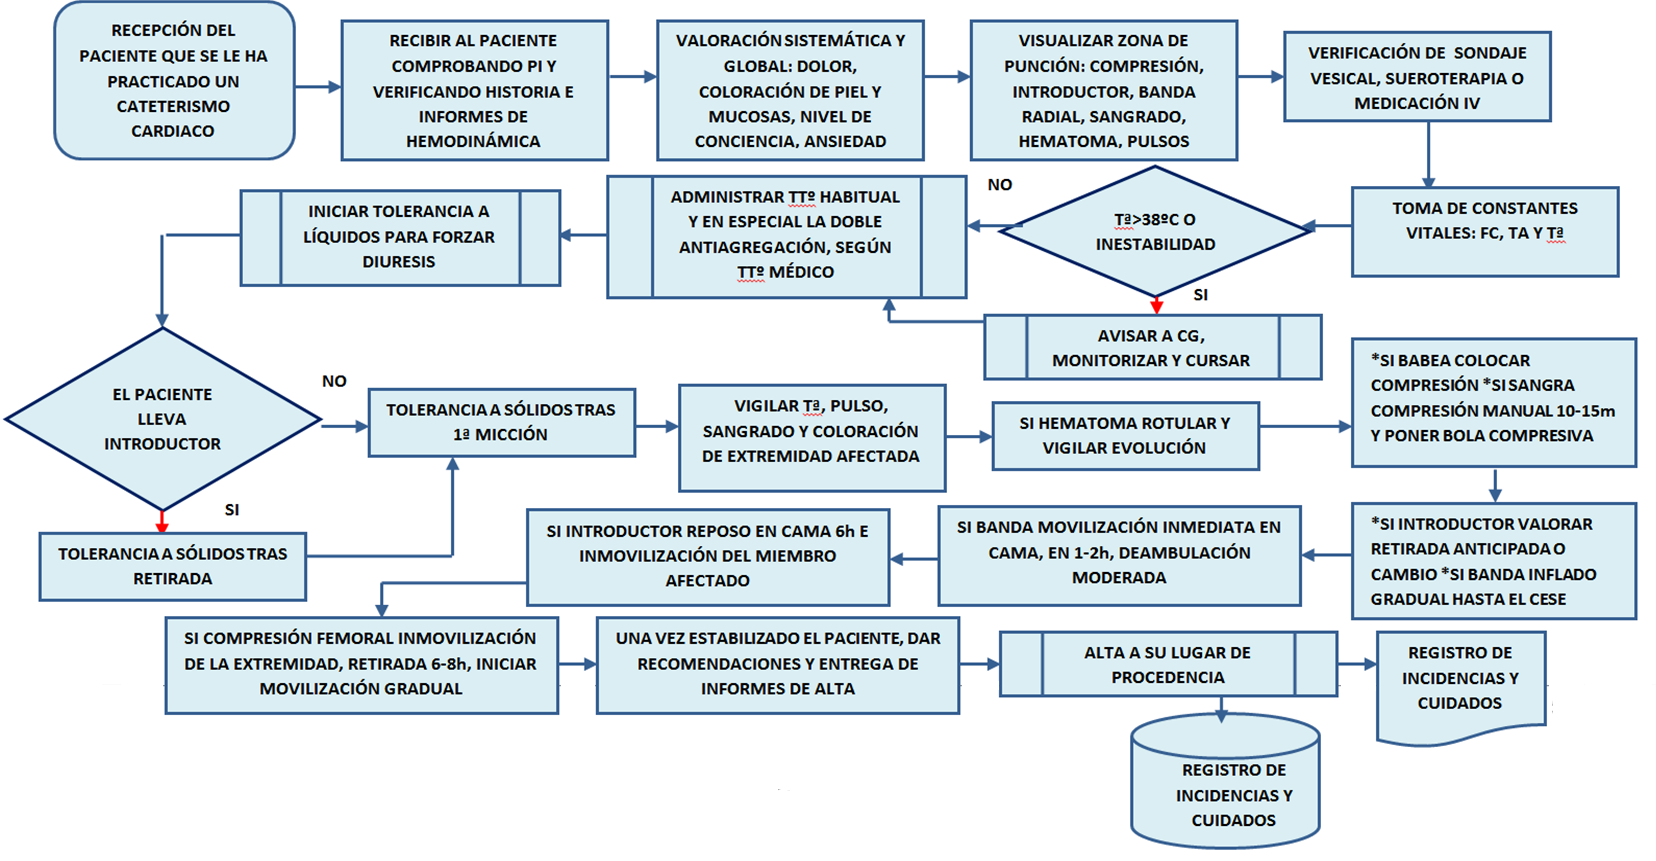 RECEPCIÓN DEL
PACIENTE QUE SE LE HA
PRACTICADO UN
CATETERISMO
CARDIACO
RECIBIR AL PACIENTE
COMPROBANDO PI Y
VERIFICANDO HISTORIA E
INFORMES DE
HEMODINÁMICA
VALORACIÓN SISTEMÁTICA Y
GLOBAL: DOLOR,
COLORACIÓN DE PIEL Y
MUCOSAS, NIVEL DE
CONCIENCIA, ANSIEDAD
VISUALIZAR ZONA DE
PUNCIÓN: COMPRESIÓN,
INTRODUCTOR, BANDA
RADIAL, SANGRADO,
HEMATOMA, PULSOS
VERIFICACIÓN DE SONDAJE
VESICAL, SUEROTERAPIA O
MEDICACIÓN IV
TOMA DE CONSTANTES
VITALES: FC, TA Y Tª
Tª>38ºC O
INESTABILIDAD
NO
SI
AVISAR A CG,
MONITORIZAR Y CURSAR
ADMINISTRAR TTº HABITUAL
Y EN ESPECIAL LA DOBLE
ANTIAGREGACIÓN, SEGÚN
TTº MÉDICO
INICIAR TOLERANCIA A
LÍQUIDOS PARA FORZAR
DIURESIS
EL PACIENTE
LLEVA
INTRODUCTOR
NO
SI
TOLERANCIA A SÓLIDOS TRAS
RETIRADA
TOLERANCIA A SÓLIDOS TRAS
1ª MICCIÓN
VIGILAR Tª, PULSO,
SANGRADO Y COLORACIÓN
DE EXTREMIDAD AFECTADA
SI HEMATOMA ROTULAR Y
VIGILAR EVOLUCIÓN
*SI BABEA COLOCAR
COMPRESIÓN *SI SANGRA
COMPRESIÓN MANUAL 10-15m
Y PONER BOLA COMPRESIVA
*SI INTRODUCTOR VALORAR
RETIRADA ANTICIPADA O
CAMBIO *SI BANDA INFLADO
GRADUAL HASTA EL CESE
SI BANDA MOVILIZACIÓN INMEDIATA EN
CAMA, EN 1-2h, DEAMBULACIÓN
MODERADA
SI INTRODUCTOR REPOSO EN CAMA 6h E
INMOVILIZACIÓN DEL MIEMBRO
AFECTADO
SI COMPRESIÓN FEMORAL INMOVILIZACIÓN
DE LA EXTREMIDAD, RETIRADA 6-8h, INICIAR
MOVILIZACIÓN GRADUAL
UNA VEZ ESTABILIZADO EL PACIENTE, DAR
RECOMENDACIONES Y ENTREGA DE
INFORMES DE ALTA
ALTA A SU LUGAR DE
PROCEDENCIA
REGISTRO DE
INCIDENCIAS Y
CUIDADOS
REGISTRO DE
INCIDENCIAS Y
CUIDADOS